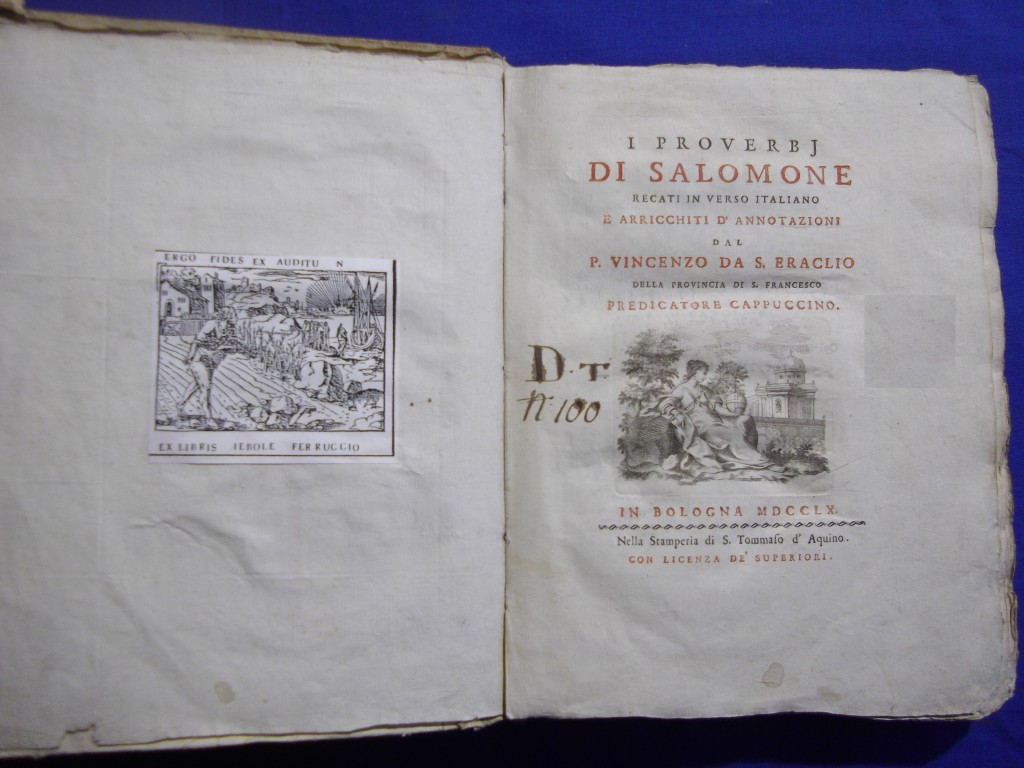 ERGO FIDES EX AUDITU N
EX LIBRIS IEBOLE FERRUCCIO
I PROVERBJ
DI SALOMONE
RECATI IN VERSO ITALIANO
E ARRICCHITI D' ANNOTAZIONI
DAL
P. VINCENZO DA S. ERACLIO
DELLA PROVINCIA DI S. FRANCESCO
PREDICATORE CAPPUCCINO.
D. T
n. 100
IN BOLOGNA MDCCLX.
Nella Stamperia di S. Tommaſo d' Aquino.
CON LICENZA DE' SUPERIORI.